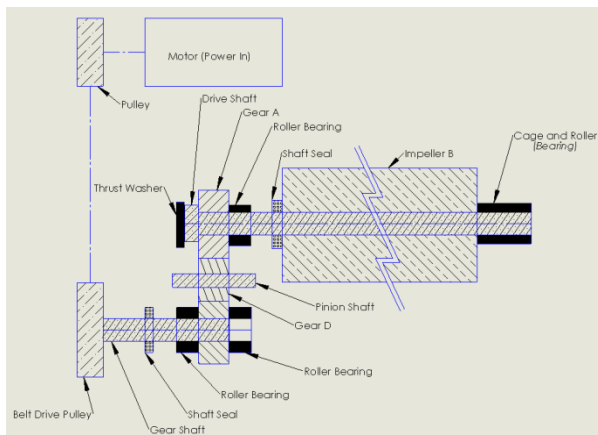 Motor (Power In)
Pulley
Drive Shaft
Gear A
Roller Bearing
Shaft Seal
Impeller B
Cage and Roller
(Bearing)
Thrust Washer
Pinion Shaft
Gear D
Roller Bearing
Roller Bearing
Belt Drive Pulley
Shaft Seal
Gear Shaft